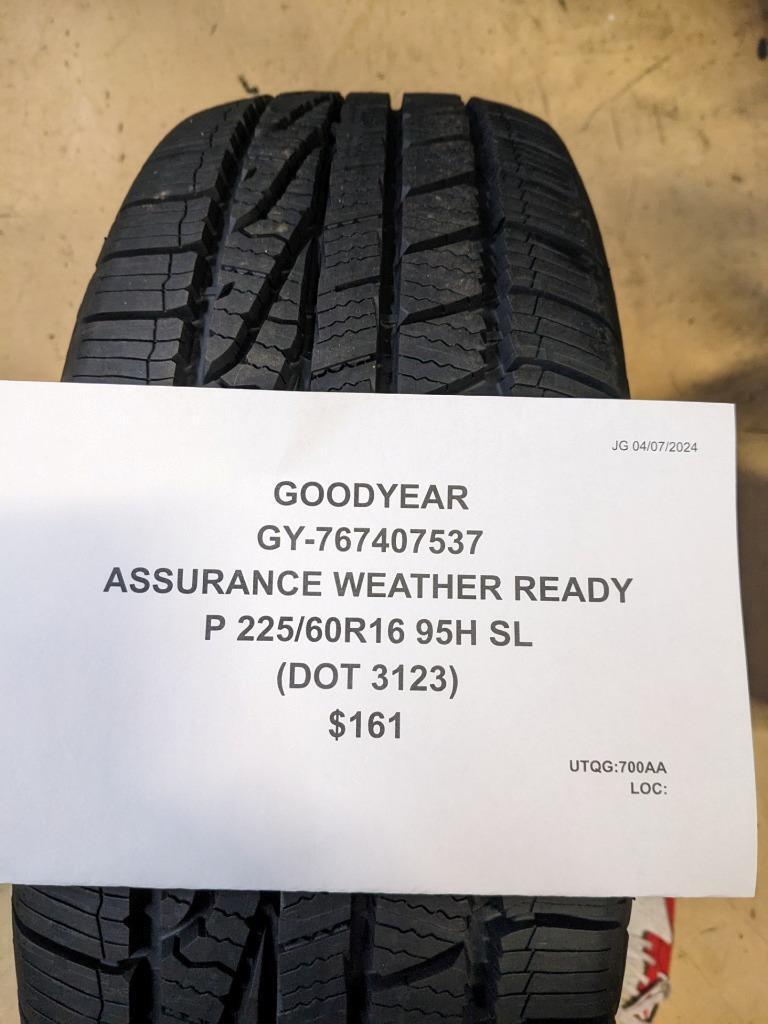 JG 04/07/2024
GOODYEAR
GY-767407537
ASSURANCE WEATHER READY
P 225/60R16 95H SL
(DOT 3123)
$161
UTQG:700AA
LOC: